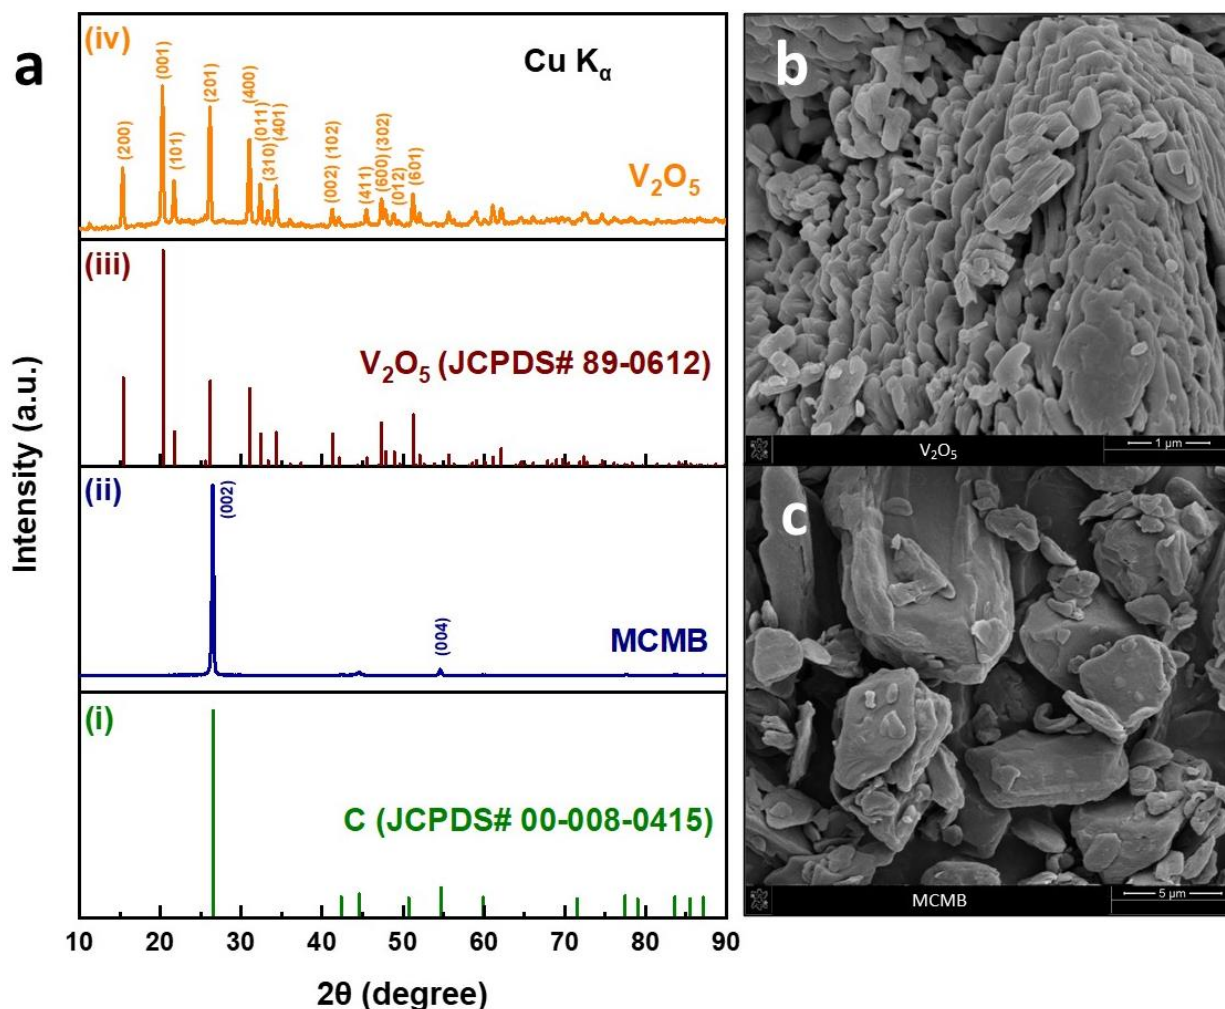 a
Intensity (a.u.)
(iv)
Cu Kα
(200)
(001)
(101)
(201)
(400)
(011)
(310)
(401)
(002) (102)
(411)
(600) (302)
(012)
(601)
V2O5
(iii)
V2O5 (JCPDS# 89-0612)
(ii)
(002)
(004)
MCMB
(i)
C (JCPDS# 00-008-0415)
10 20 30 40 50 60 70 80 90
2θ (degree)
b
V2O5
1 µm
c
MCMB
5 µm